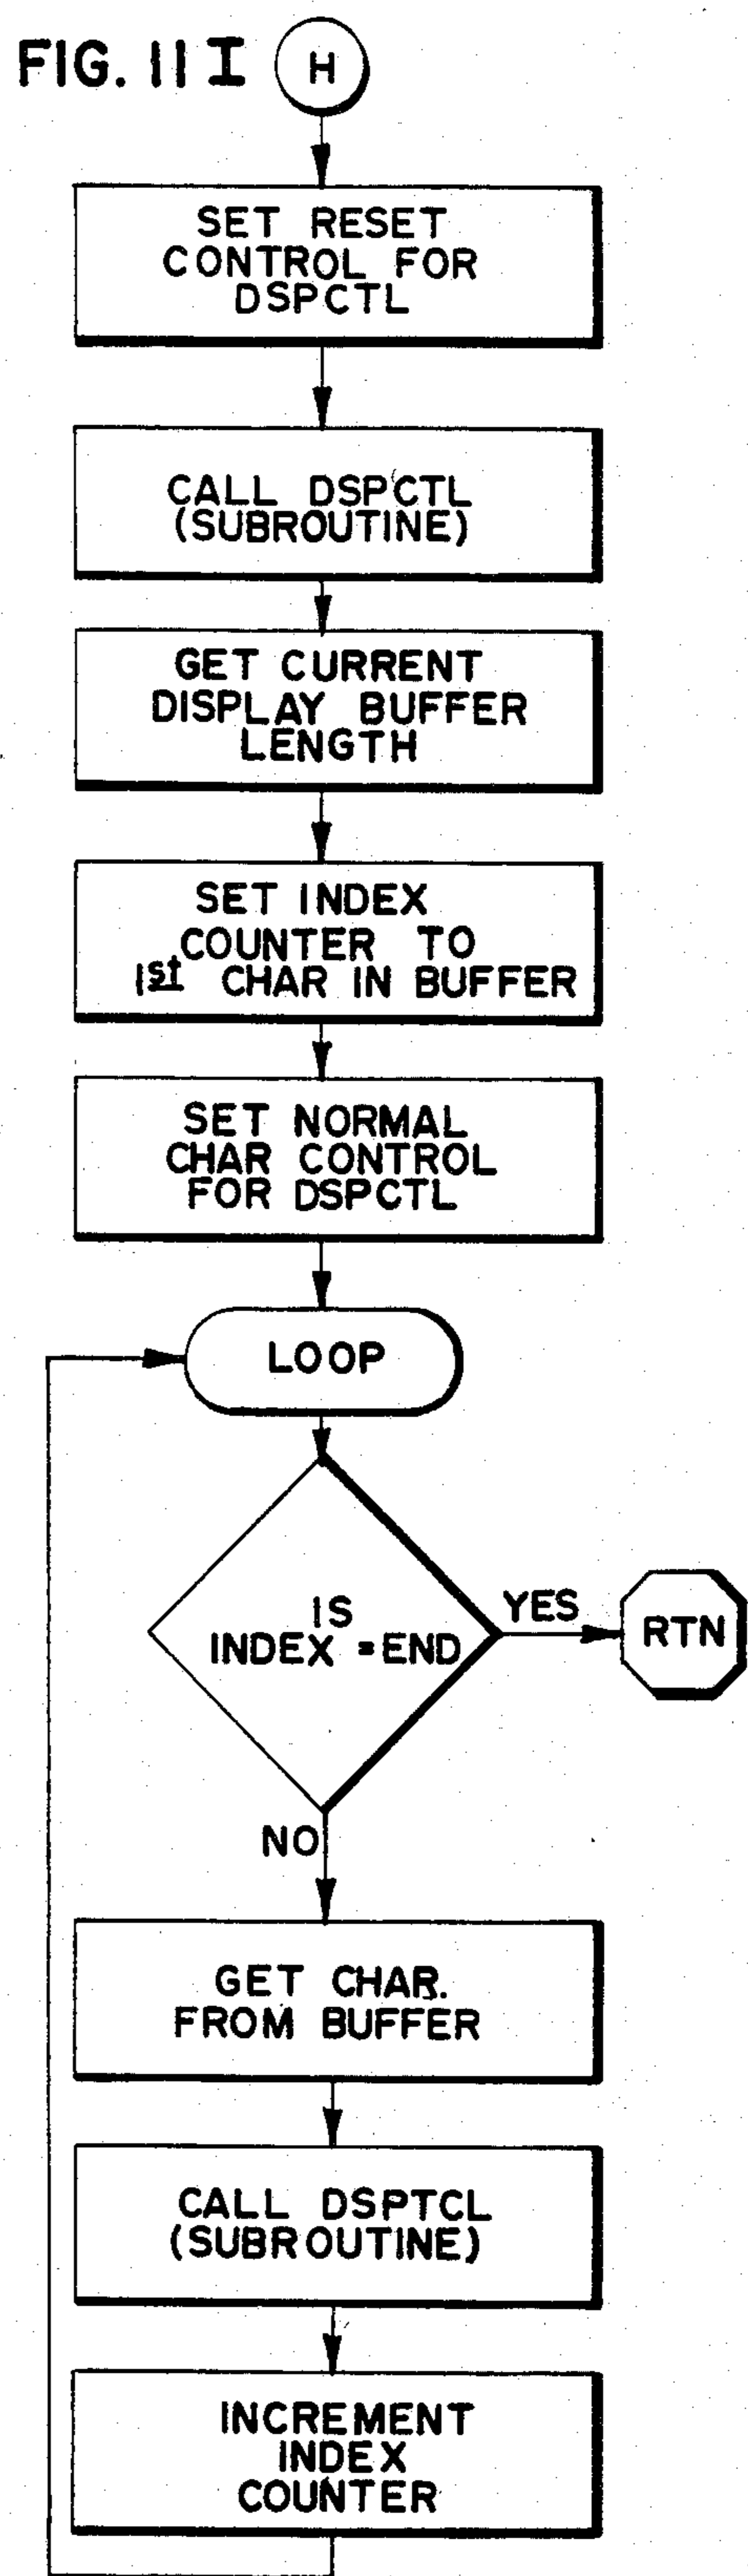 FIG. 11 I
H
SET RESET
CONTROL FOR
DSPCTL
CALL DSPCTL
(SUBROUTINE)
GET CURRENT
DISPLAY BUFFER
LENGTH
SET INDEX
COUNTER TO
1st CHAR IN BUFFER
SET NORMAL
CHAR CONTROL
FOR DSPCTL
LOOP
IS
INDEX = END
YES
RTN
NO
GET CHAR.
FROM BUFFER
CALL DSPTCL
(SUBROUTINE)
INCREMENT
INDEX
COUNTER